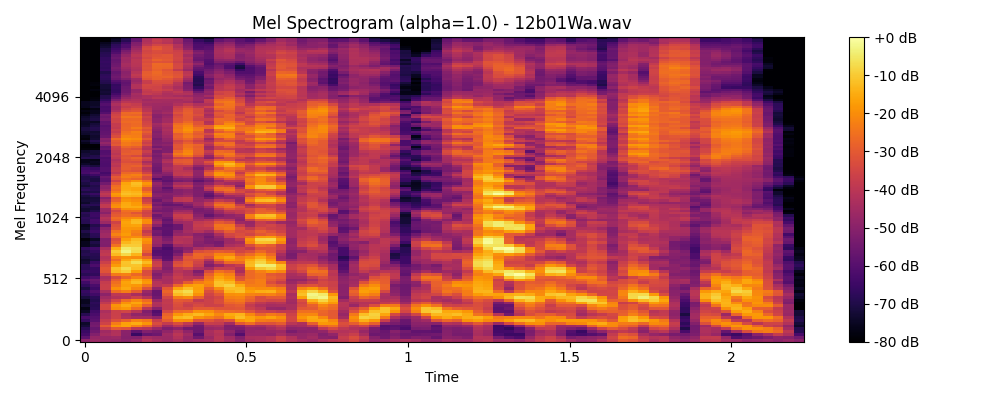 Mel Spectrogram (alpha=1.0) - 12b01Wa.wav
Mel Frequency
4096
2048
1024
512
0
0
0.5
1
1.5
2
Time
+0 dB
-10 dB
-20 dB
-30 dB
-40 dB
-50 dB
-60 dB
-70 dB
-80 dB